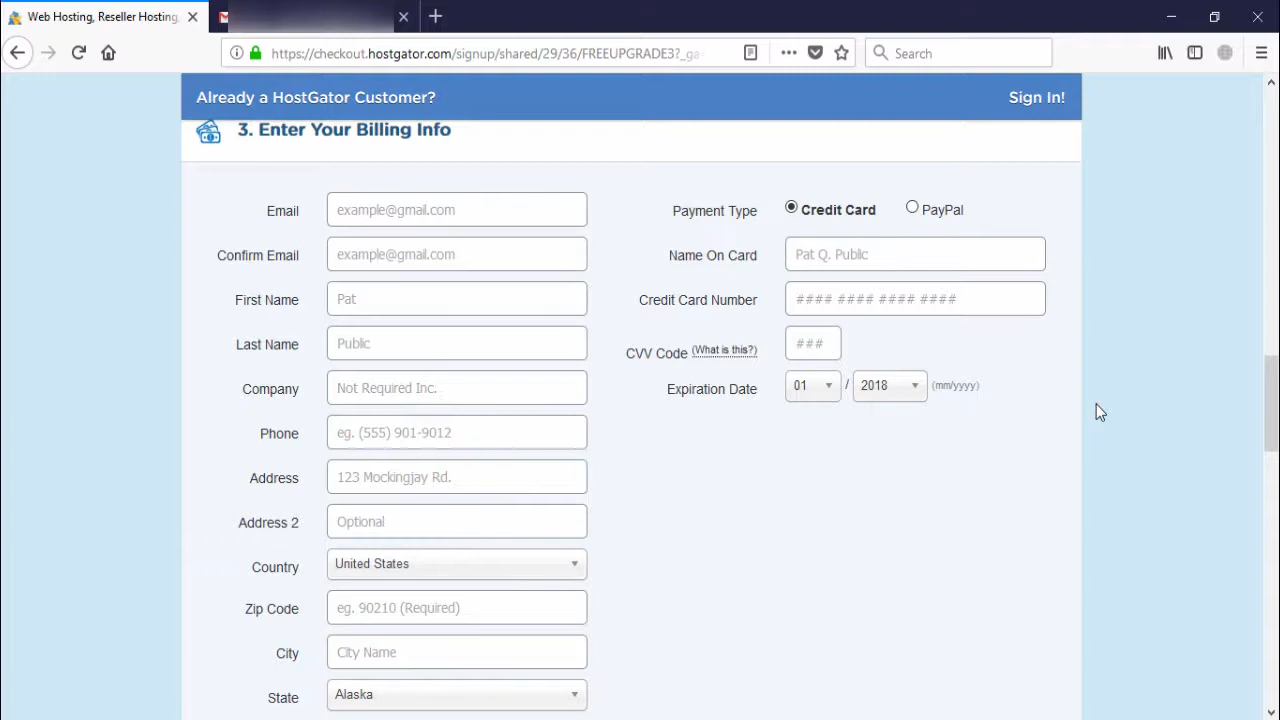 Web Hosting, Reseller Hosting,
https://checkout.hostgator.com/signup/shared/29/36/FREEUPGRADE3?_ga
Search
Already a HostGator Customer?
Sign In!
3. Enter Your Billing Info
Email
example@gmail.com
Confirm Email
example@gmail.com
First Name
Pat
Last Name
Public
Company
Not Required Inc.
Phone
eg. (555) 901-9012
Address
123 Mockingjay Rd.
Address 2
Optional
Country
United States
Zip Code
eg. 90210 (Required)
City
City Name
State
Alaska
Payment Type
Credit Card
PayPal
Name On Card
Pat Q. Public
Credit Card Number
#### #### #### ####
CVV Code (What is this?)
###
Expiration Date
01 / 2018 (mm/yyyy)